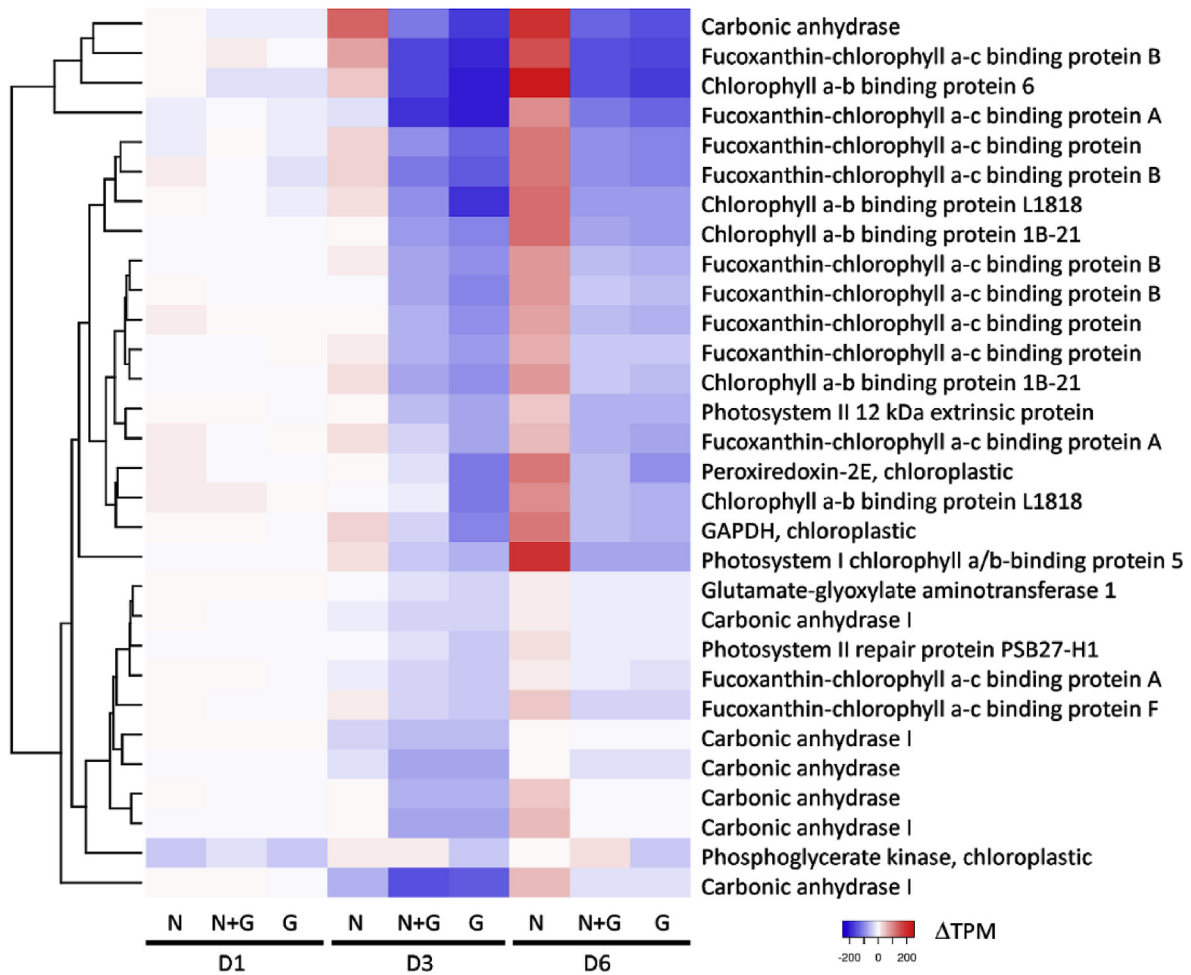 Carbonic anhydrase
Fucoxanthin-chlorophyll a-c binding protein B
Chlorophyll a-b binding protein 6
Fucoxanthin-chlorophyll a-c binding protein A
Fucoxanthin-chlorophyll a-c binding protein
Fucoxanthin-chlorophyll a-c binding protein B
Chlorophyll a-b binding protein L1818
Chlorophyll a-b binding protein 1B-21
Fucoxanthin-chlorophyll a-c binding protein B
Fucoxanthin-chlorophyll a-c binding protein B
Fucoxanthin-chlorophyll a-c binding protein
Fucoxanthin-chlorophyll a-c binding protein
Chlorophyll a-b binding protein 1B-21
Photosystem II 12 kDa extrinsic protein
Fucoxanthin-chlorophyll a-c binding protein A
Peroxiredoxin-2E, chloroplastic
Chlorophyll a-b binding protein L1818
GAPDH, chloroplastic
Photosystem I chlorophyll a/b-binding protein 5
Glutamate-glyoxylate aminotransferase 1
Carbonic anhydrase I
Photosystem II repair protein PSB27-H1
Fucoxanthin-chlorophyll a-c binding protein A
Fucoxanthin-chlorophyll a-c binding protein F
Carbonic anhydrase I
Carbonic anhydrase
Carbonic anhydrase
Carbonic anhydrase I
Phosphoglycerate kinase, chloroplastic
Carbonic anhydrase I
N N+G G N N+G G N N+G G
D1 D3 D6
ΔTPM
-200 0 200